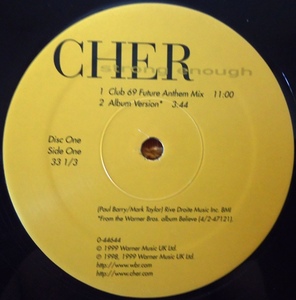 CHER
strong enough
1 Club 69 Future Anthem Mix 11:00
2 Album Version* 3:44
Disc One
Side One
33 1/3
(Paul Barry/Mark Taylor) Rive Droite Music Inc. BMI
*From the Warner Bros. album Believe (4/2-47121).
0-44644
℗ 1999 Warner Music UK Ltd.
© 1998, 1999 Warner Music UK Ltd.
http://www.wbr.com
http://www.cher.com